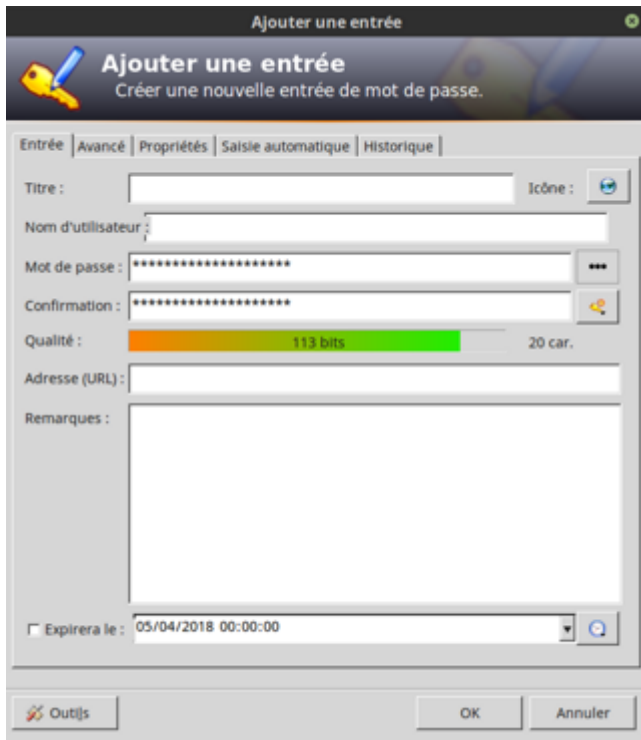 Ajouter une entrée
Ajouter une entrée
Créer une nouvelle entrée de mot de passe.
Entrée Avancé Propriétés Saisie automatique Historique
Titre : Icône :
Nom d'utilisateur :
Mot de passe : ******************** •••
Confirmation : ********************
Qualité : 113 bits 20 car.
Adresse (URL) :
Remarques :
Expirera le : 05/04/2018 00:00:00
Outils OK Annuler